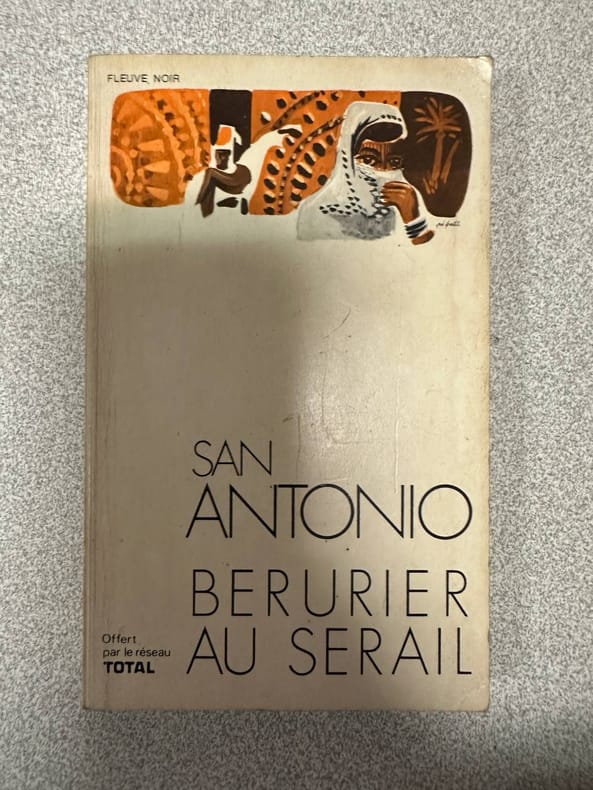 FLEUVE NOIR
SAN
ANTONIO
BERURIER
AU SERAIL
Offert
par le réseau
TOTAL